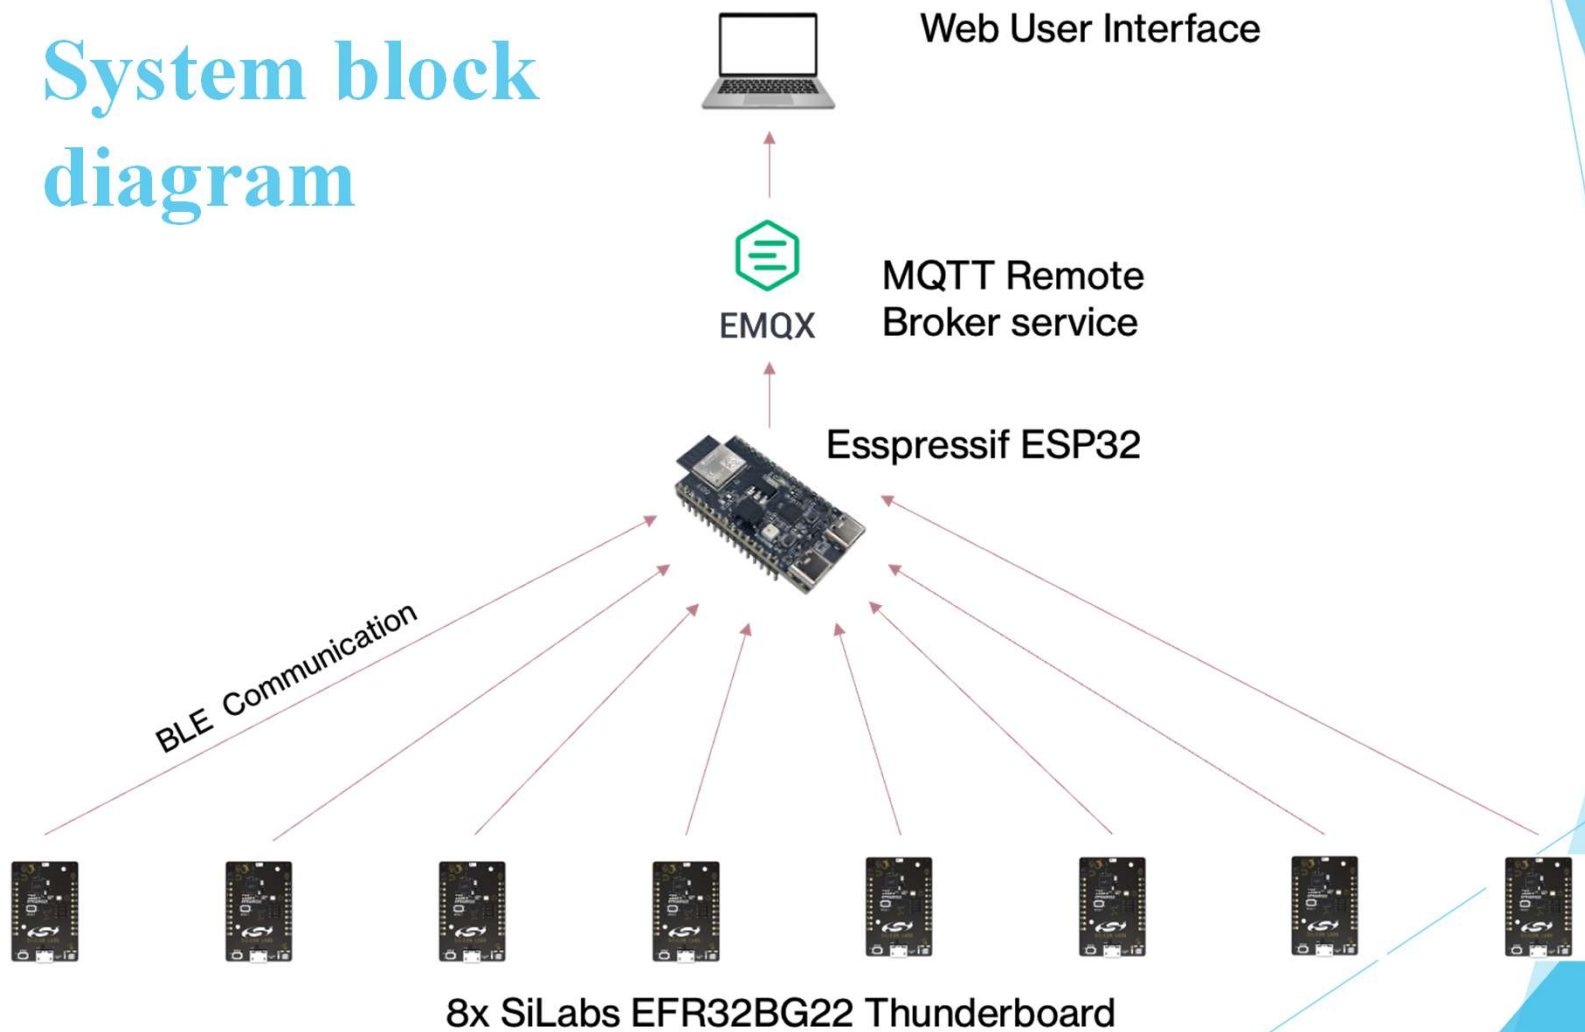 System block
diagram
Web User Interface
EMQX
MQTT Remote
Broker service
Esspressif ESP32
BLE Communication
8x SiLabs EFR32BG22 Thunderboard